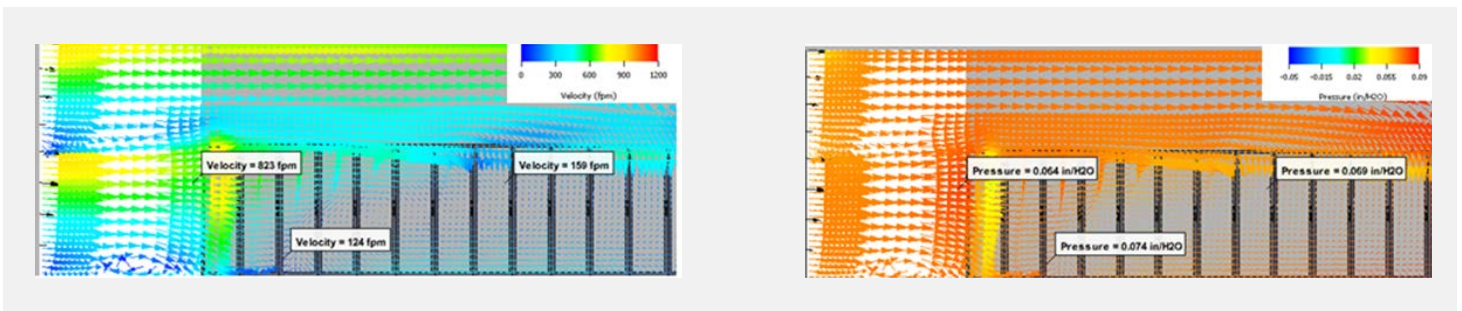 0 300 600 900 1200
Velocity (fpm)
Velocity = 823 fpm
Velocity = 159 fpm
Velocity = 124 fpm
-0.05 -0.015 0.02 0.055 0.09
Pressure (in/H2O)
Pressure = 0.064 in/H2O
Pressure = 0.069 in/H2O
Pressure = 0.074 in/H2O